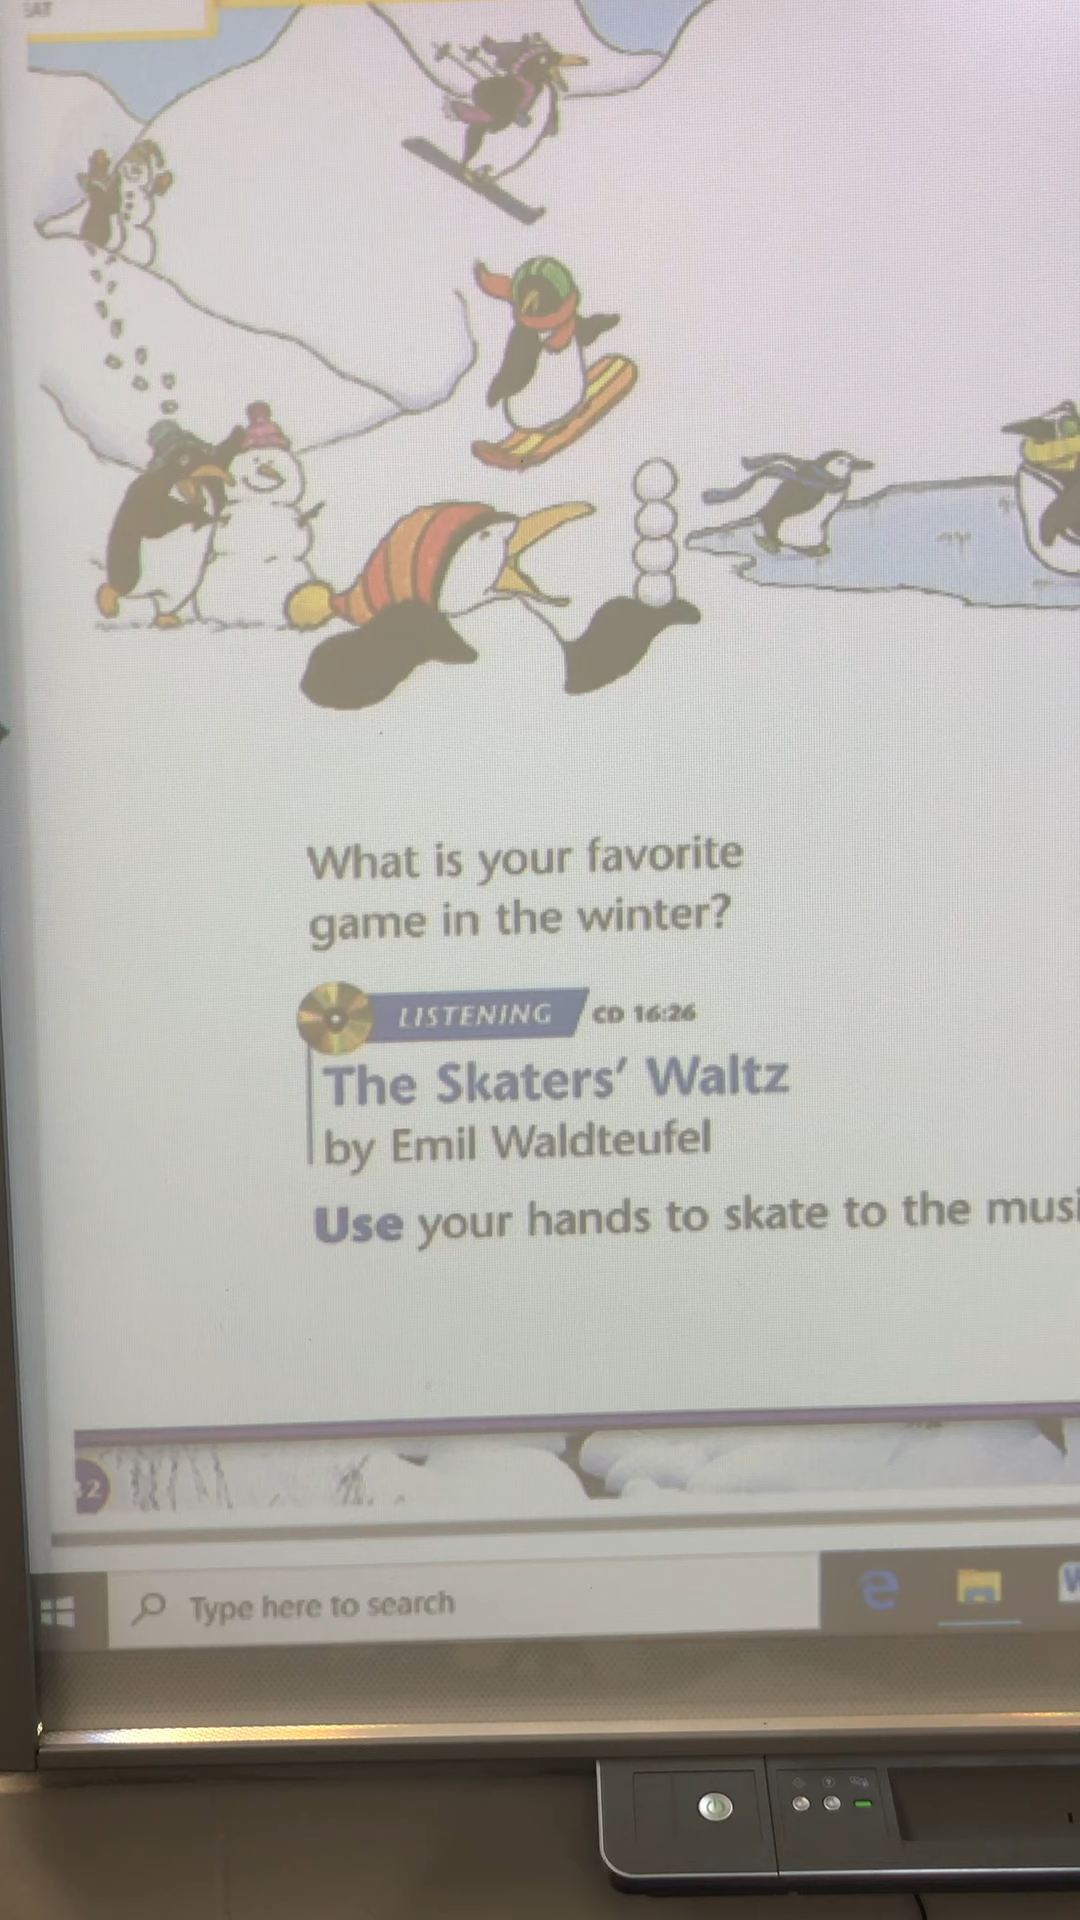 What is your favorite
game in the winter?
LISTENING CD 16:26
The Skaters' Waltz
by Emil Waldteufel
Use your hands to skate to the musi
Type here to search